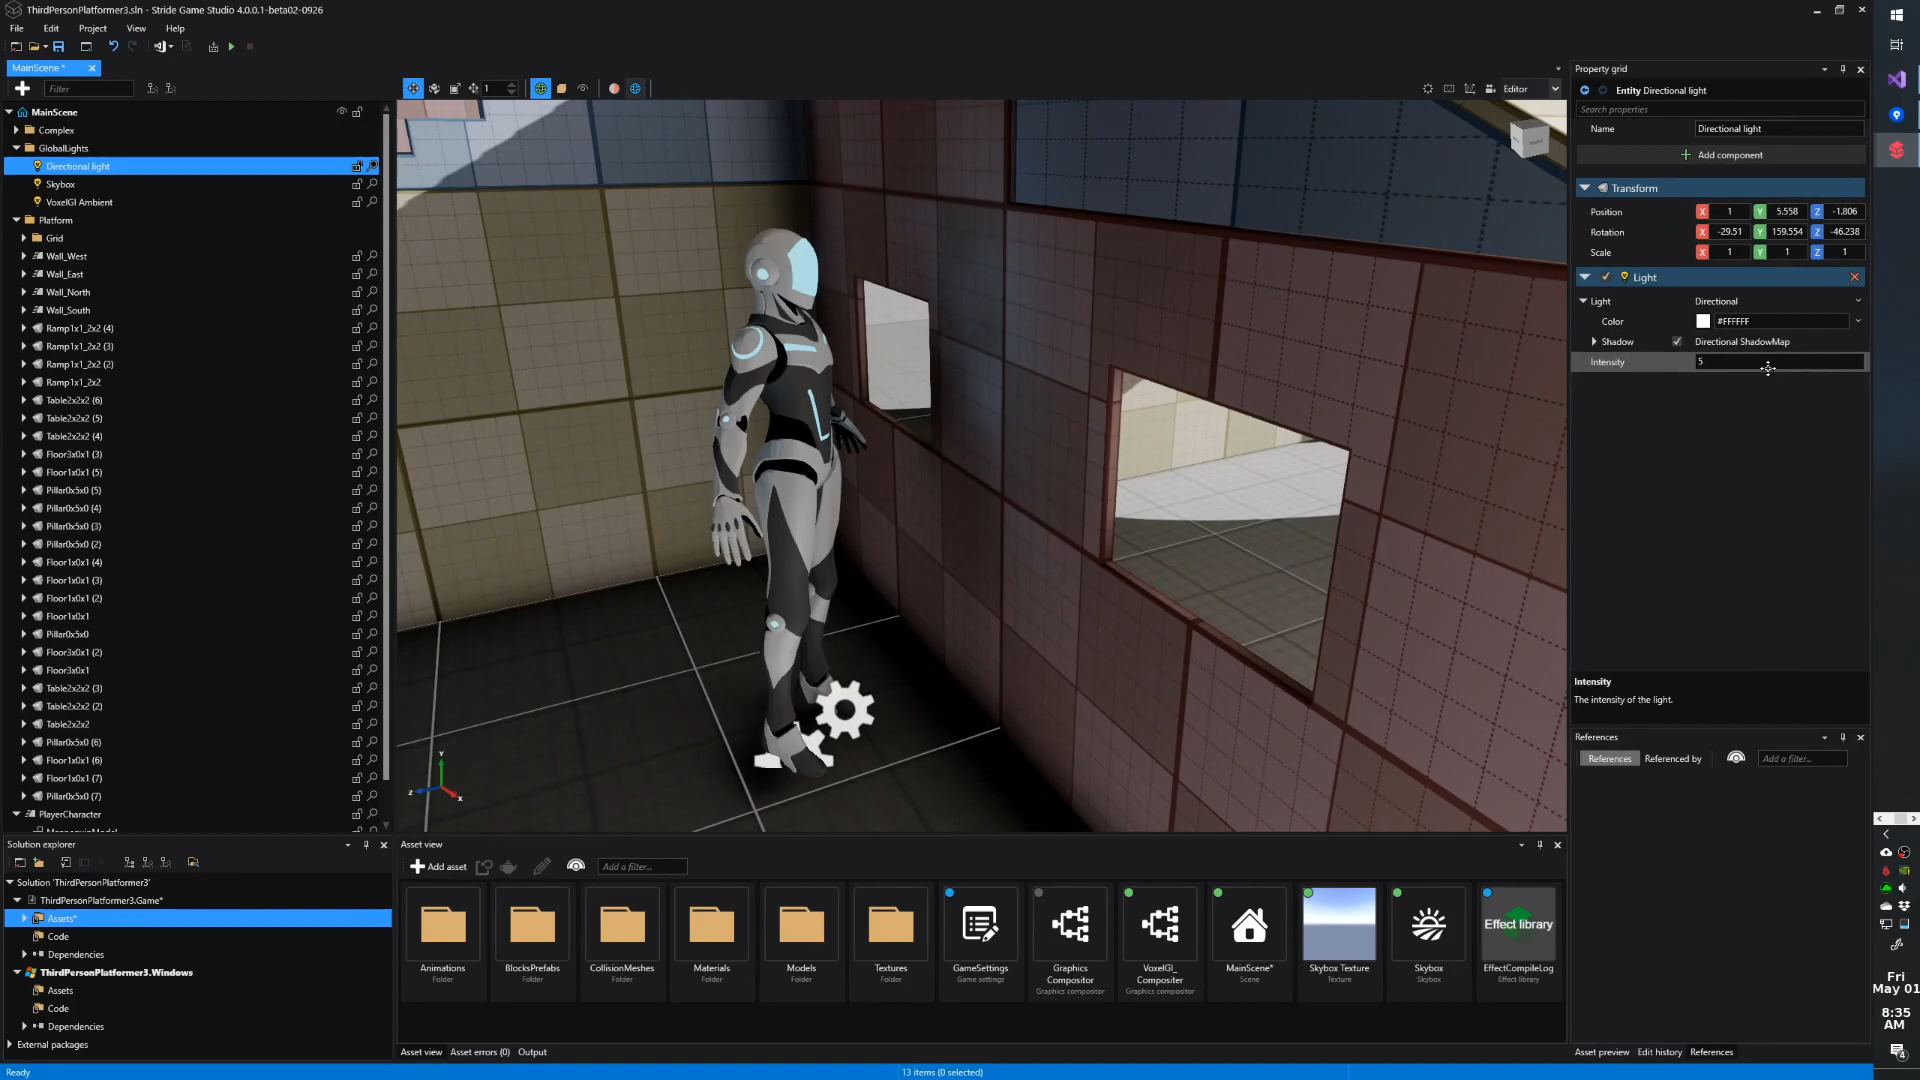 ThirdPersonPlatformer3.sln - Stride Game Studio 4.0.0.1-beta02-0926
File Edit Project View Help
MainScene *
Filter
1
Editor
MainScene
Complex
GlobalLights
Directional light
Skybox
VoxelGI Ambient
Platform
Grid
Wall_West
Wall_East
Wall_North
Wall_South
Ramp1x1_2x2 (4)
Ramp1x1_2x2 (3)
Ramp1x1_2x2 (2)
Ramp1x1_2x2
Table2x2x2 (6)
Table2x2x2 (5)
Table2x2x2 (4)
Floor3x0x1 (3)
Floor1x0x1 (5)
Pillar0x5x0 (5)
Pillar0x5x0 (4)
Pillar0x5x0 (3)
Pillar0x5x0 (2)
Floor1x0x1 (4)
Floor1x0x1 (3)
Floor1x0x1 (2)
Floor1x0x1
Pillar0x5x0
Floor3x0x1 (2)
Floor3x0x1
Table2x2x2 (3)
Table2x2x2 (2)
Table2x2x2
Pillar0x5x0 (6)
Floor1x0x1 (6)
Floor1x0x1 (7)
Pillar0x5x0 (7)
PlayerCharacter
MannequinModel
Y
Z
X
Property grid
Entity Directional light
Search properties
Name Directional light
Add component
Transform
Position X 1 Y 5.558 Z -1.806
Rotation X -29.51 Y 159.554 Z -46.238
Scale X 1 Y 1 Z 1
Light
Light Directional
Color #FFFFFF
Shadow Directional ShadowMap
Intensity 5
Intensity
The intensity of the light.
References
References Referenced by Add a filter...
Asset preview Edit history References
Solution explorer
Solution 'ThirdPersonPlatformer3'
ThirdPersonPlatformer3.Game*
Assets*
Code
Dependencies
ThirdPersonPlatformer3.Windows
Assets
Code
Dependencies
External packages
Asset view
Add asset Add a filter...
Animations
Folder
BlocksPrefabs
Folder
CollisionMeshes
Folder
Materials
Folder
Models
Folder
Textures
Folder
GameSettings
Game settings
Graphics
Compositor
Graphics compositor
VoxelGI_
Compositer
Graphics compositor
MainScene*
Scene
Skybox Texture
Texture
Skybox
Skybox
Effect library
EffectCompileLog
Effect library
Asset view Asset errors (0) Output
Ready
13 items (0 selected)
Fri
May 01
8:35
AM
4